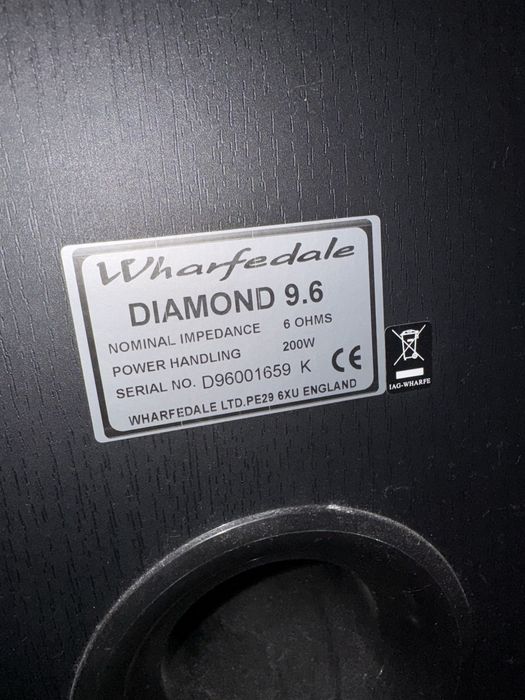 Wharfedale
DIAMOND 9.6
NOMINAL IMPEDANCE 6 OHMS
POWER HANDLING 200W
SERIAL NO. D96001659 K CE
WHARFEDALE LTD.PE29 6XU ENGLAND
IAG-WHARFE